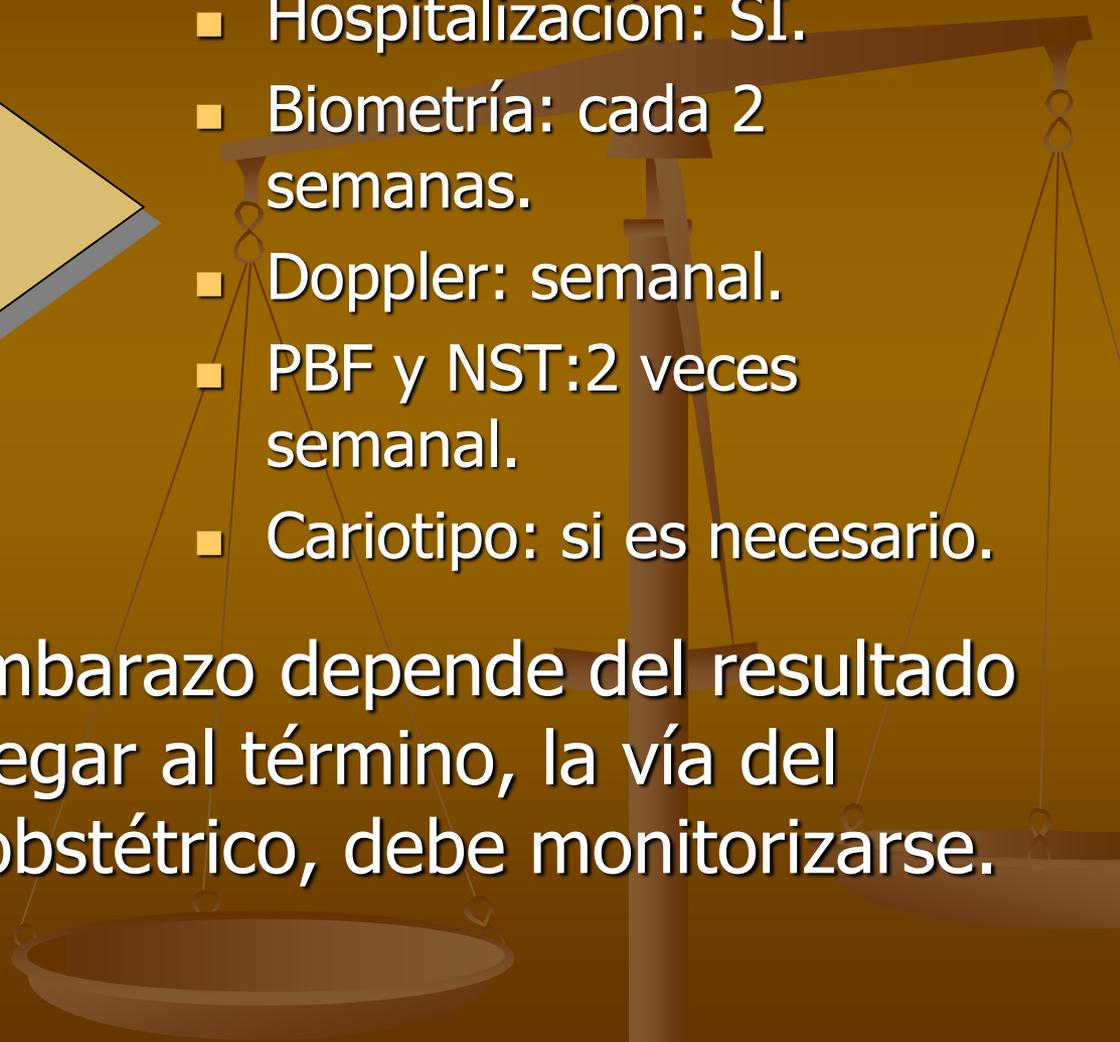 Hospitalización: SI.
Biometría: cada 2
semanas.
Doppler: semanal.
PBF y NST:2 veces
semanal.
Cariotipo: si es necesario.
mbarazo depende del resultado
egar al término, la vía del
obstétrico, debe monitorizarse.